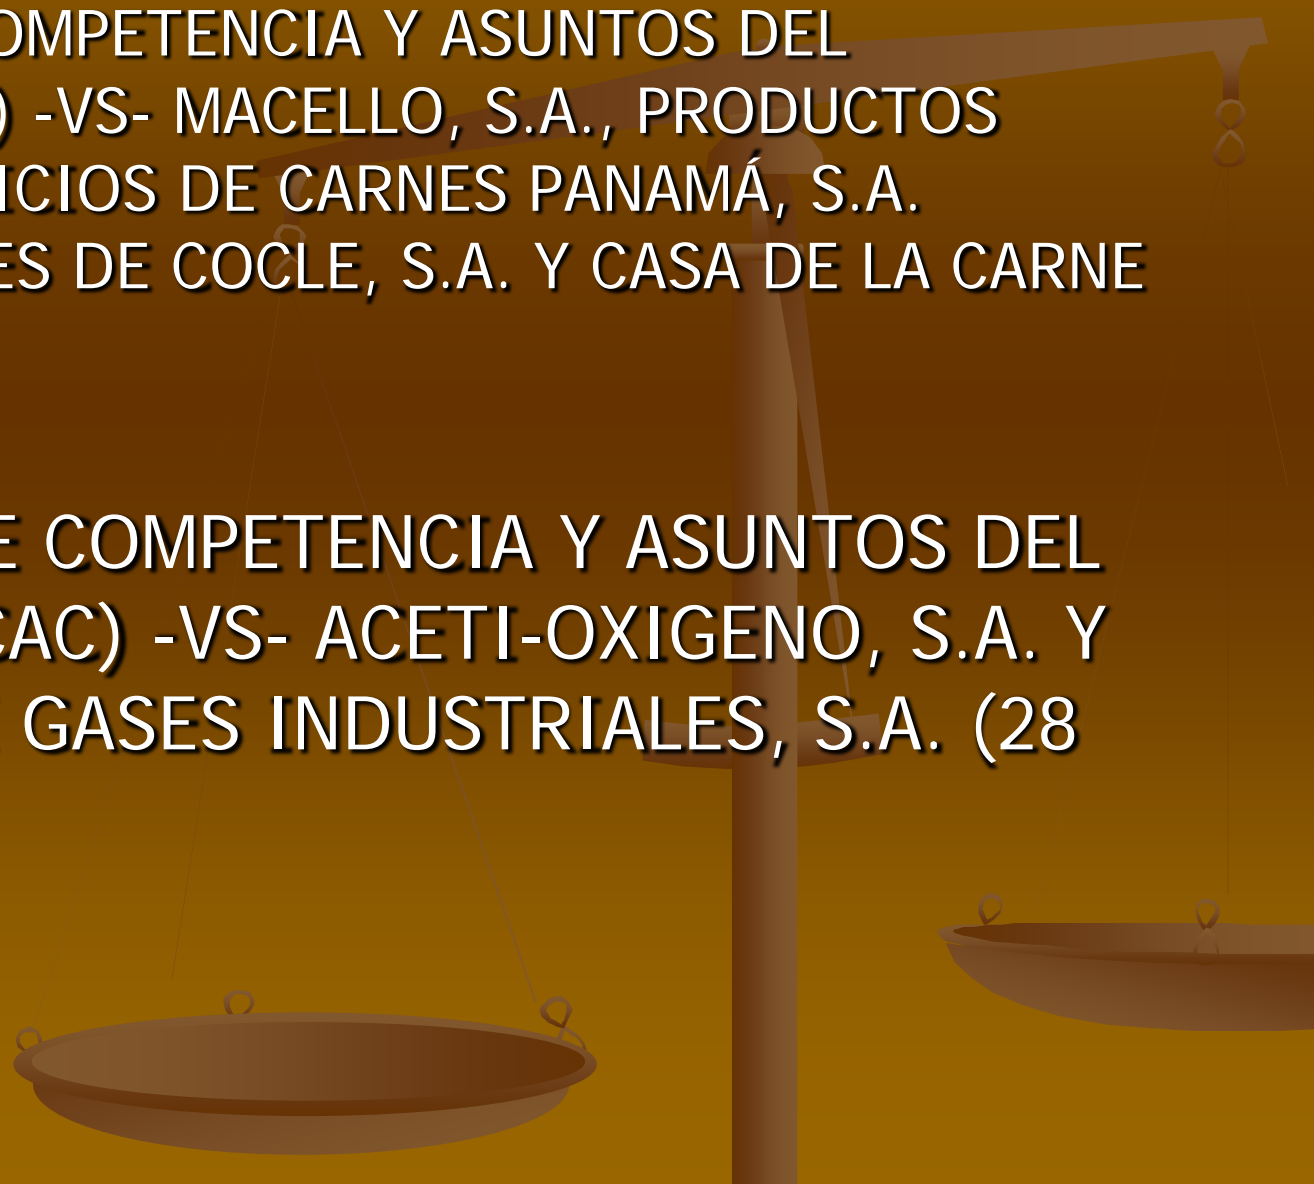 OMPETENCIA Y ASUNTOS DEL
) -VS- MACELLO, S.A., PRODUCTOS
ICIOS DE CARNES PANAMÁ, S.A.
ES DE COCLE, S.A. Y CASA DE LA CARNE
E COMPETENCIA Y ASUNTOS DEL
CAC) -VS- ACETI-OXIGENO, S.A. Y
GASES INDUSTRIALES, S.A. (28